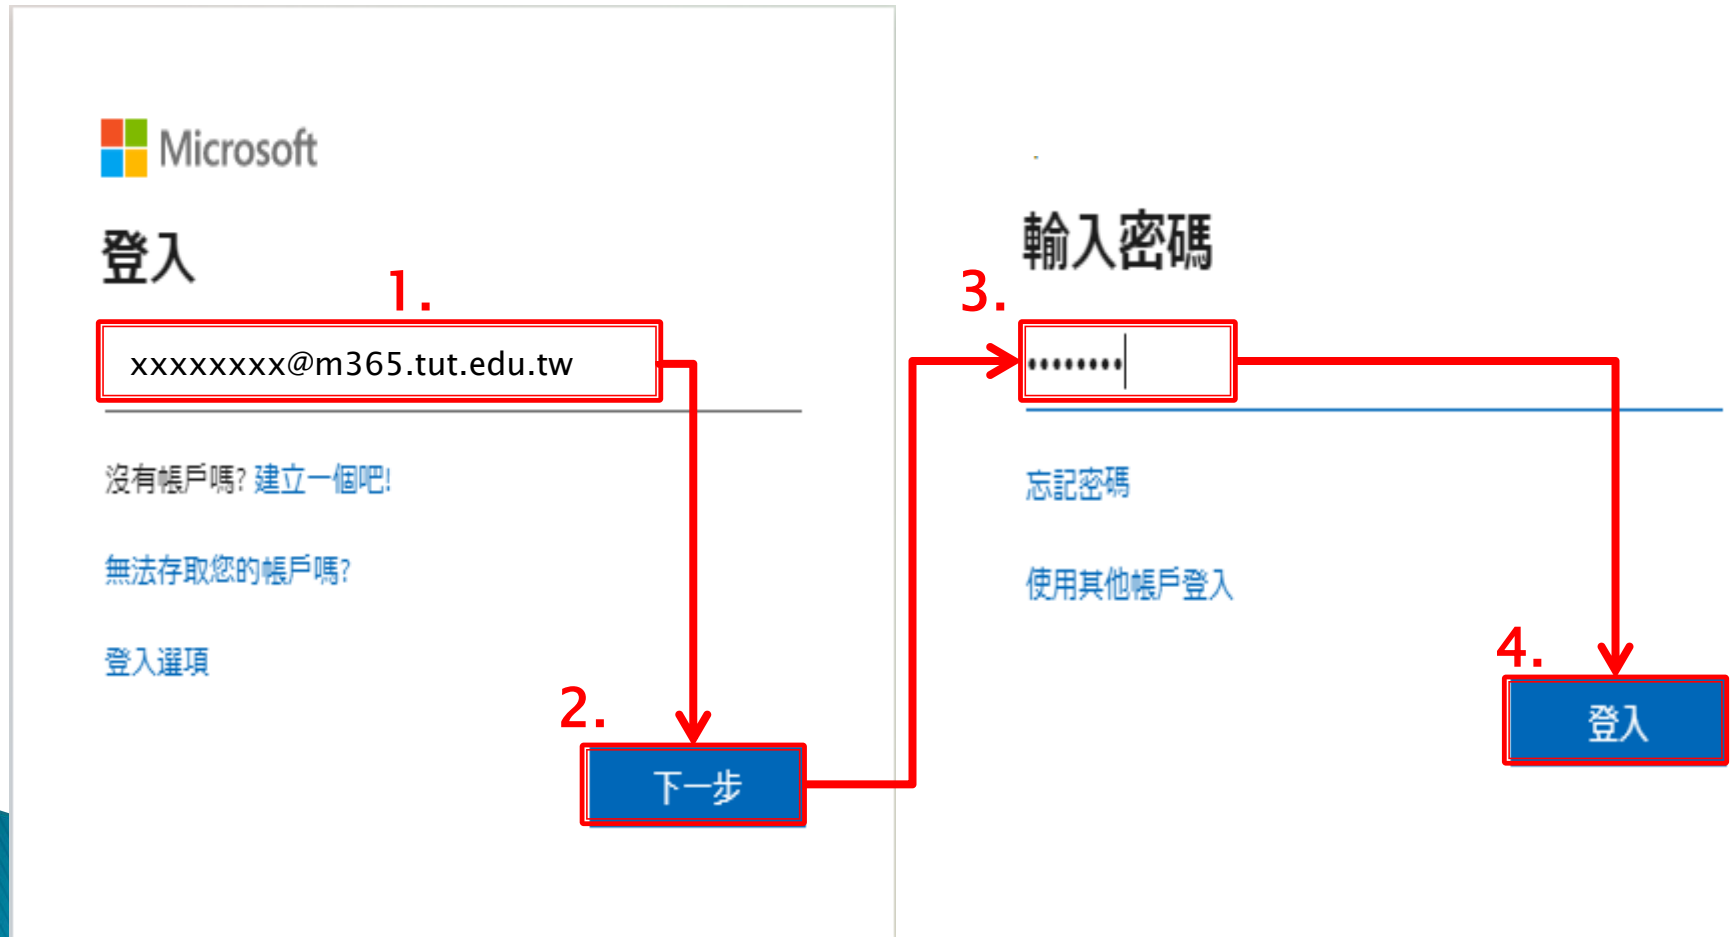 Microsoft
登入
1.
xxxxxxxx@m365.tut.edu.tw
沒有帳戶嗎? 建立一個吧!
無法存取您的帳戶嗎?
登入選項
2.
下一步
輸入密碼
3.
••••••••
忘記密碼
使用其他帳戶登入
4.
登入